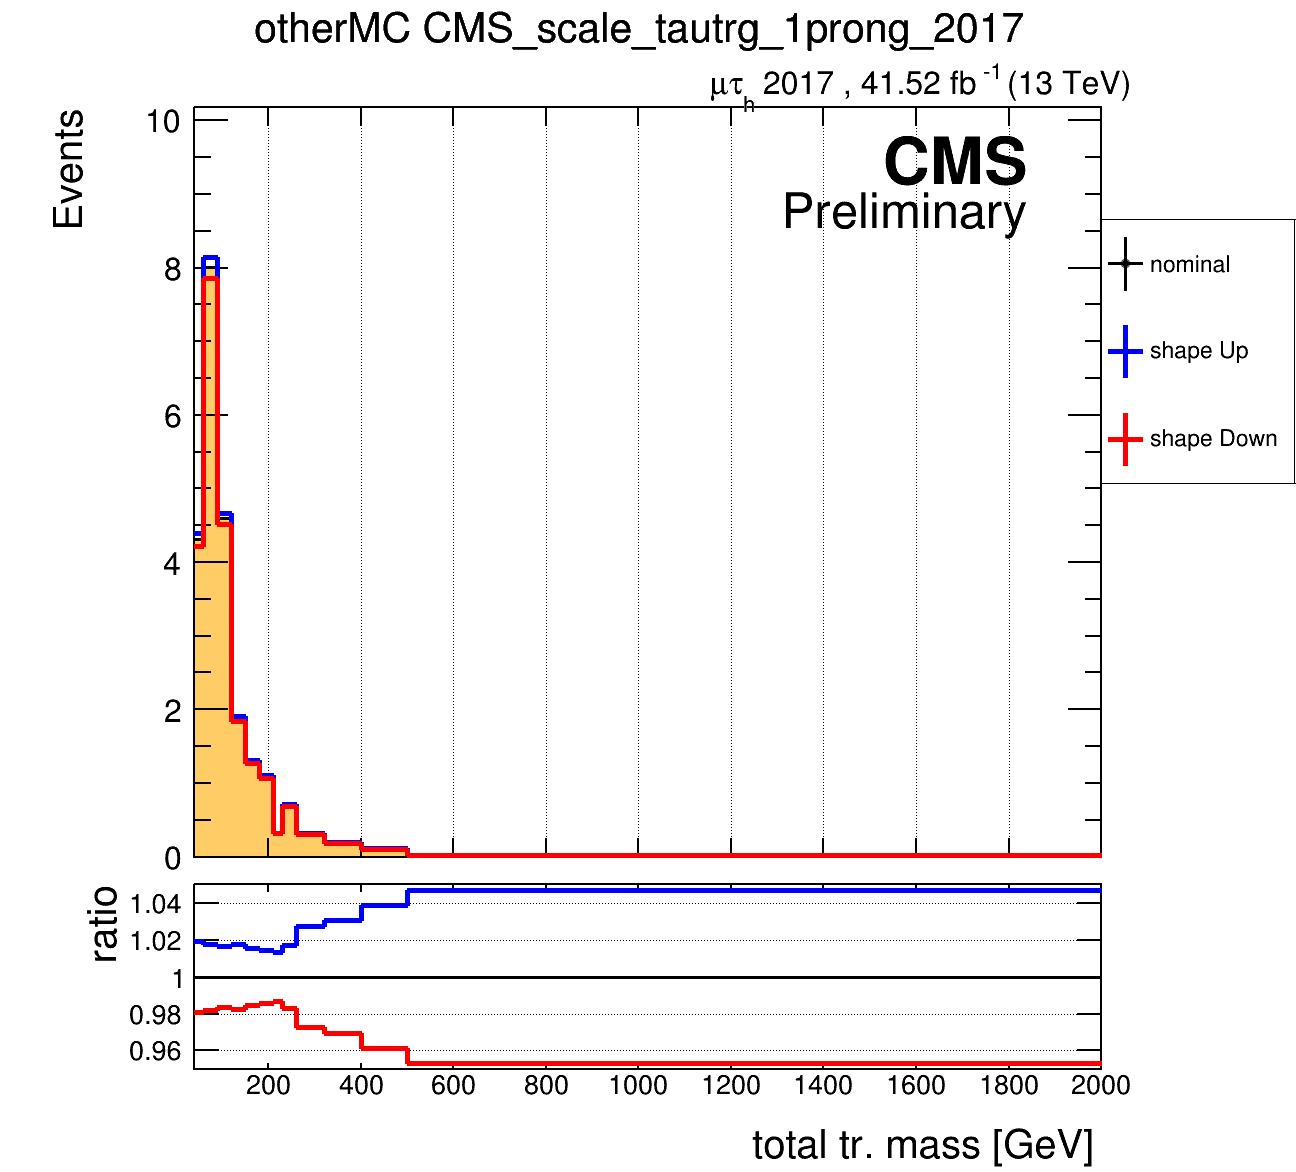 otherMC CMS_scale_tautrg_1prong_2017
μτh 2017 , 41.52 fb-1 (13 TeV)
Events
10
8
6
4
2
0
CMS
Preliminary
nominal
shape Up
shape Down
ratio
1.04
1.02
1
0.98
0.96
200 400 600 800 1000 1200 1400 1600 1800 2000
total tr. mass [GeV]